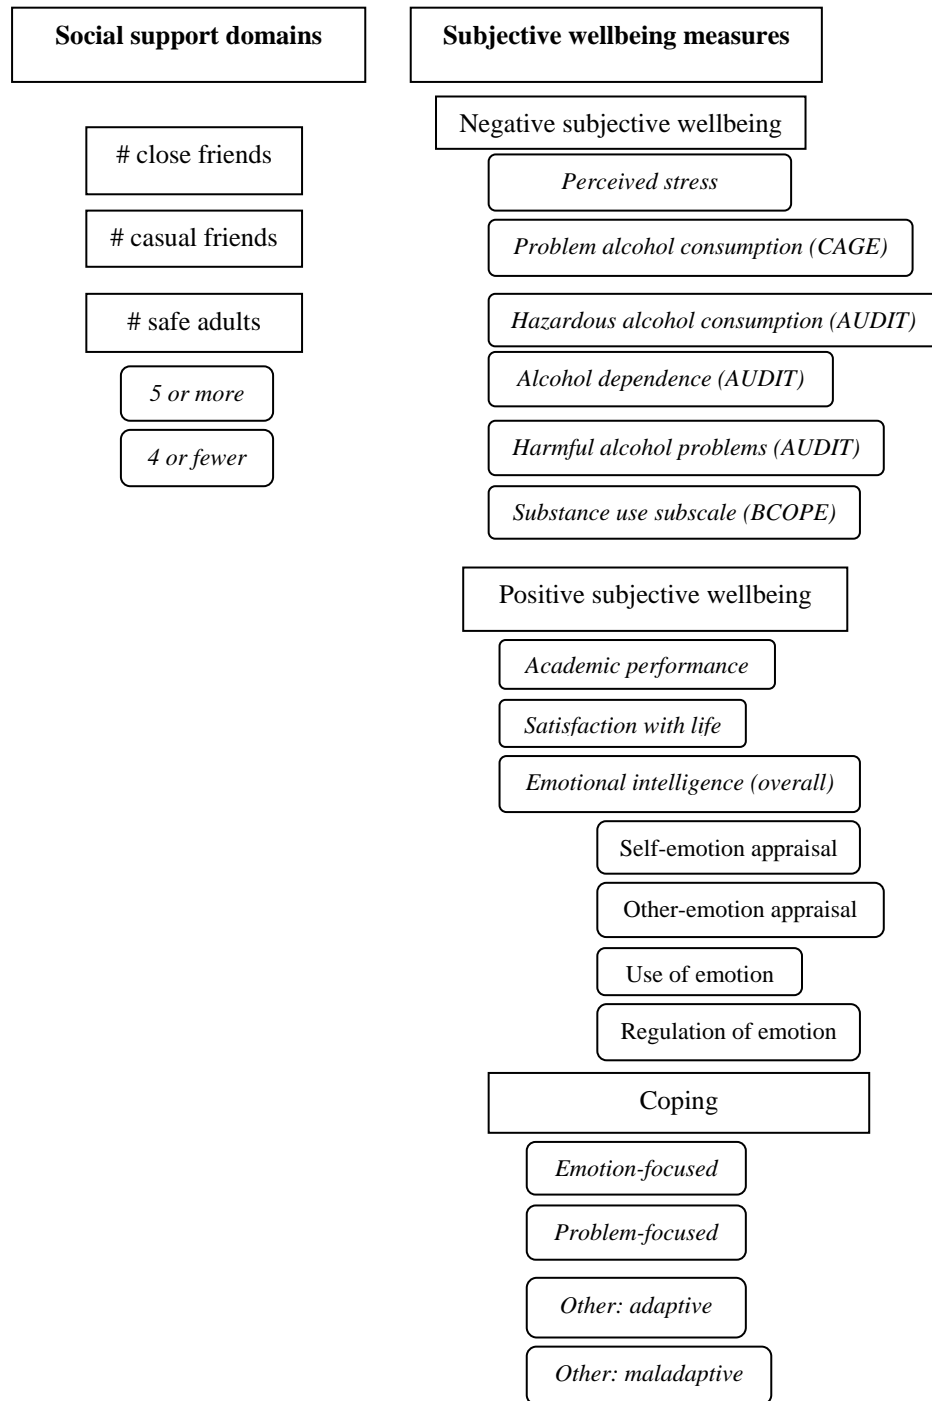 Social support domains
# close friends
# casual friends
# safe adults
5 or more
4 or fewer
Subjective wellbeing measures
Negative subjective wellbeing
Perceived stress
Problem alcohol consumption (CAGE)
Hazardous alcohol consumption (AUDIT)
Alcohol dependence (AUDIT)
Harmful alcohol problems (AUDIT)
Substance use subscale (BCOPE)
Positive subjective wellbeing
Academic performance
Satisfaction with life
Emotional intelligence (overall)
Self-emotion appraisal
Other-emotion appraisal
Use of emotion
Regulation of emotion
Coping
Emotion-focused
Problem-focused
Other: adaptive
Other: maladaptive